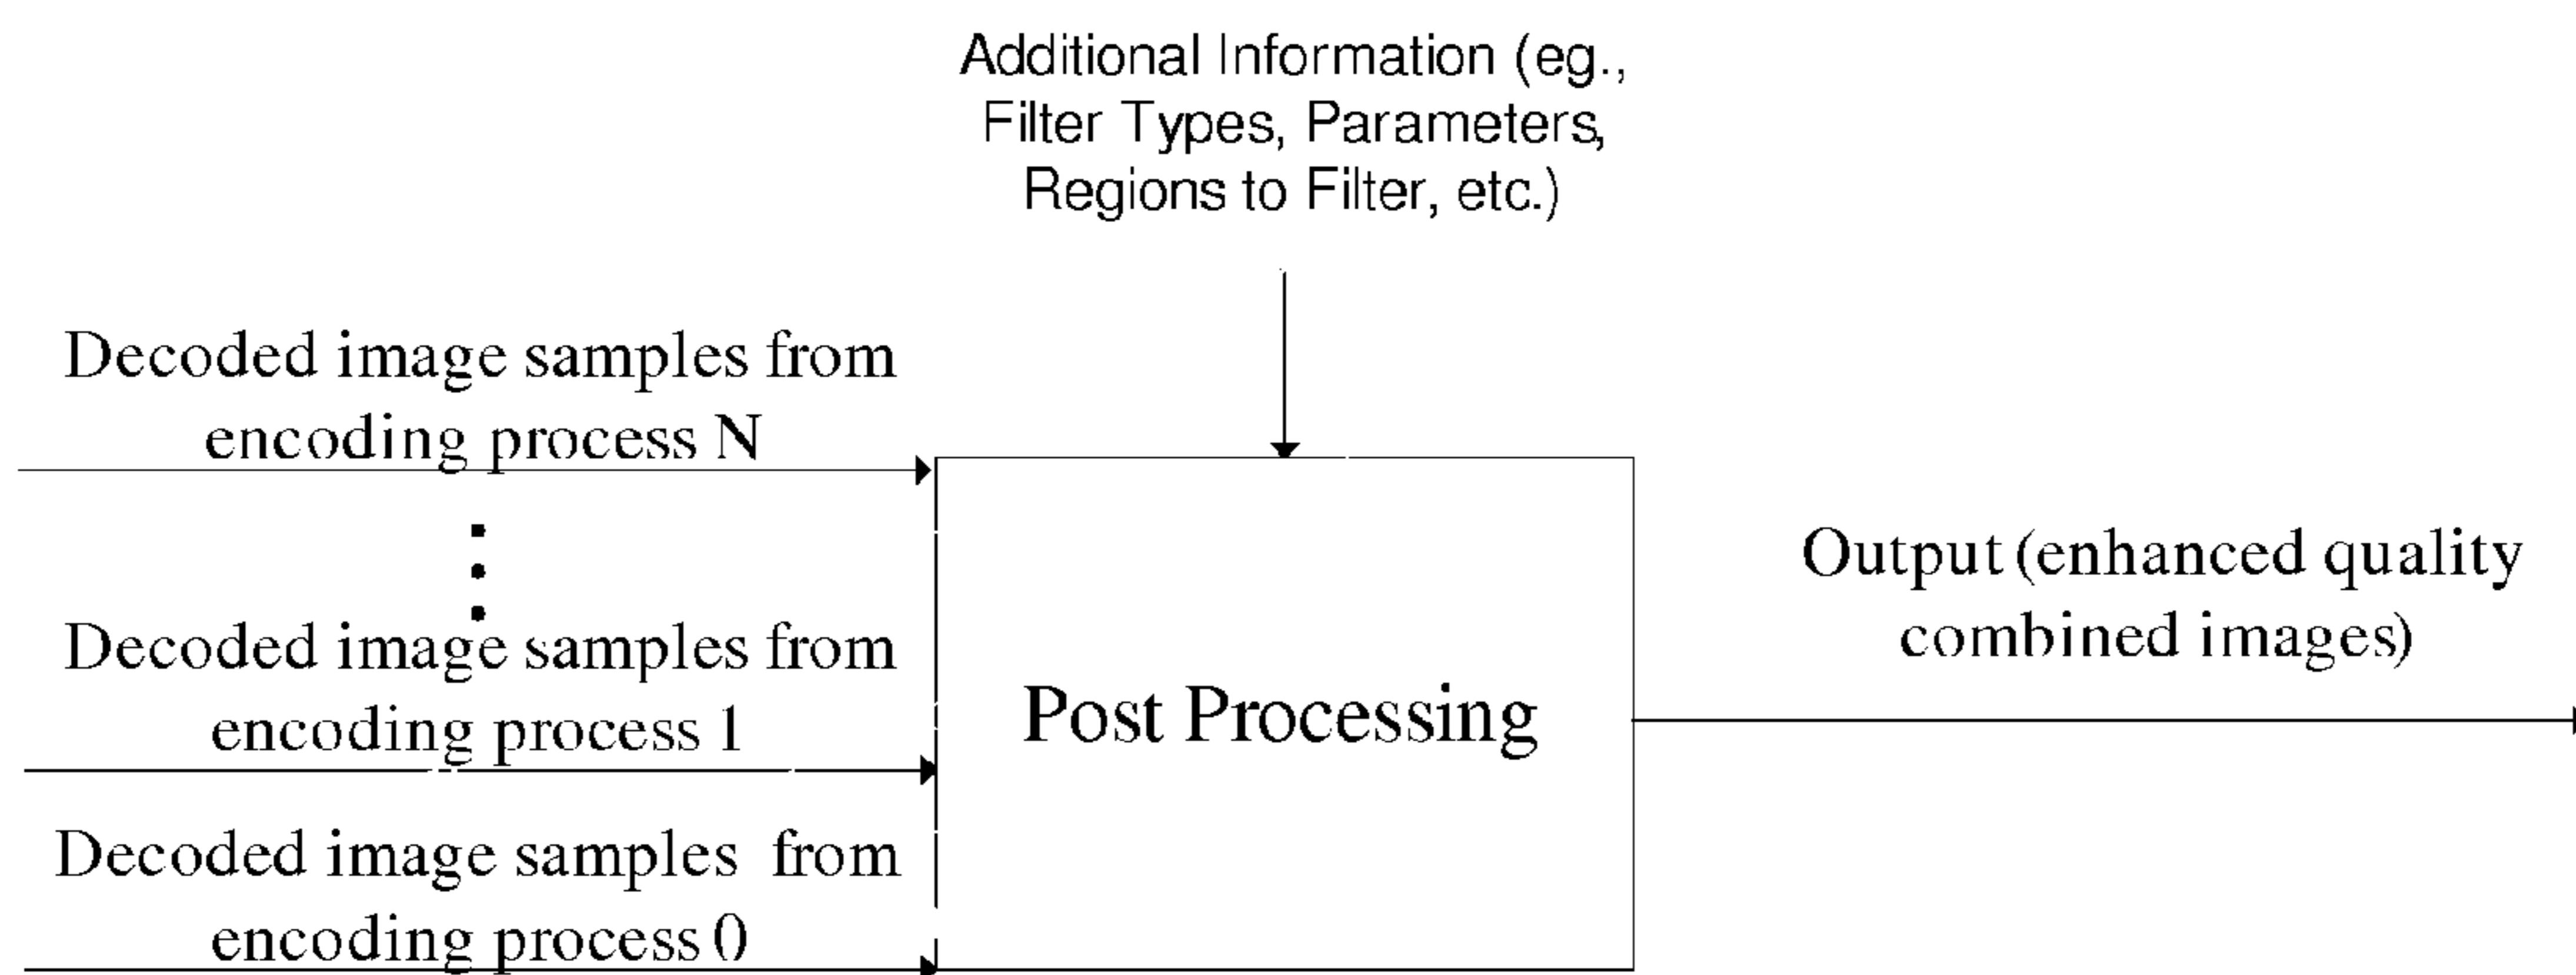 Additional Information (eg.,
Filter Types, Parameters,
Regions to Filter, etc.)
Decoded image samples from
encoding process N
Decoded image samples from
encoding process 1
Decoded image samples from
encoding process 0
Post Processing
Output (enhanced quality
combined images)